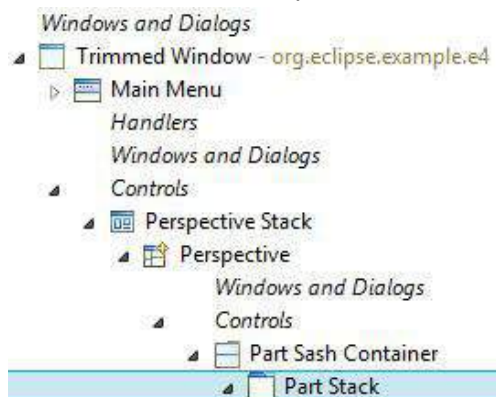 Windows and Dialogs
Trimmed Window - org.eclipse.example.e4
Main Menu
Handlers
Windows and Dialogs
Controls
Perspective Stack
Perspective
Windows and Dialogs
Controls
Part Sash Container
Part Stack